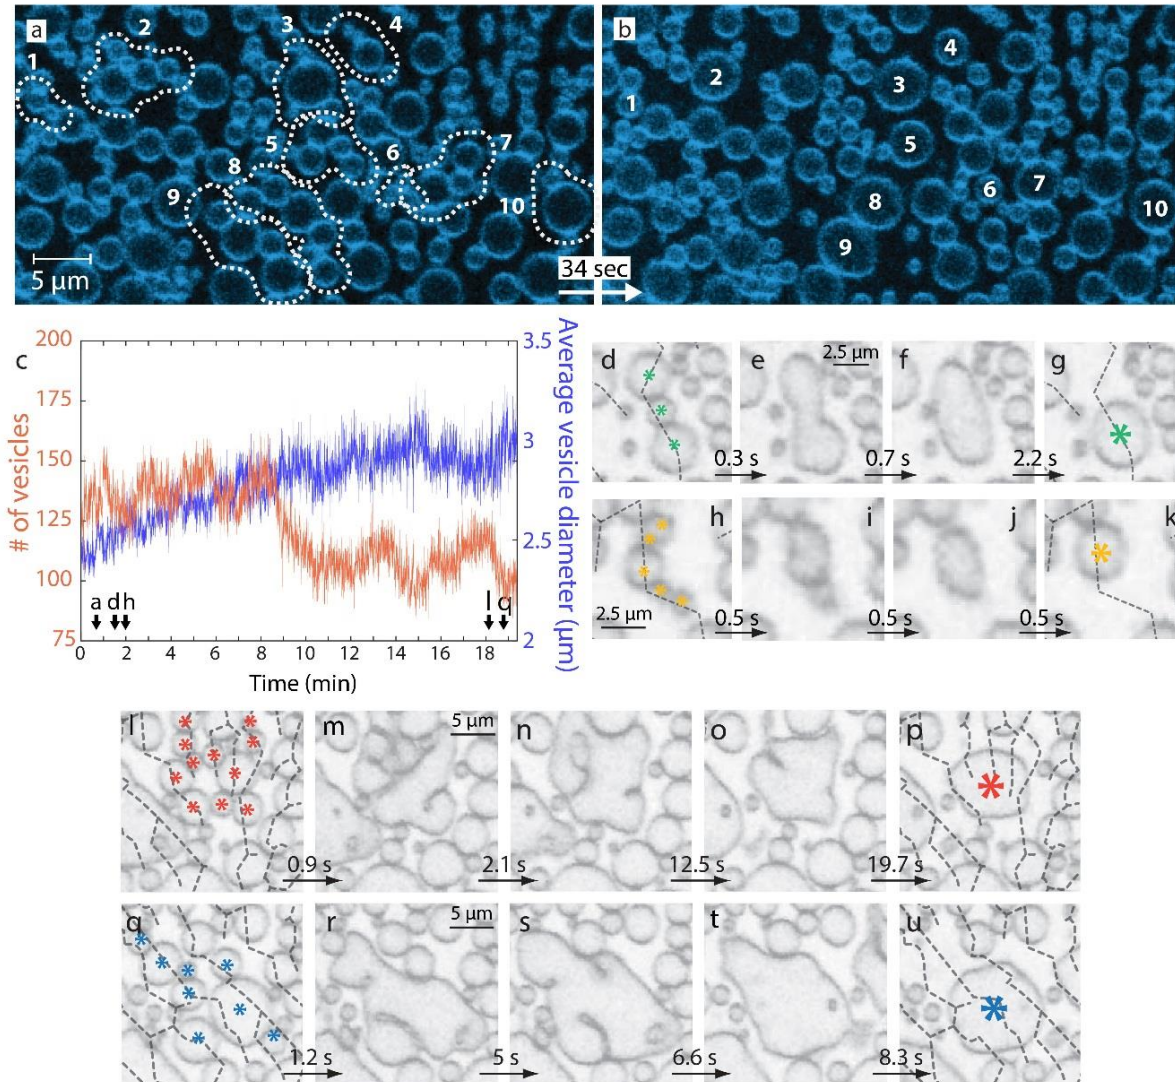 a
1
2
3
4
5
6
7
8
9
10
5 µm
34 sec
b
1
2
3
4
5
6
7
8
9
10
c
# of vesicles
200
175
150
125
100
75
Average vesicle diameter (µm)
3.5
3
2.5
2
a d h l q
0 2 4 6 8 10 12 14 16 18
Time (min)
d e f g
2.5 µm
0.3 s 0.7 s 2.2 s
h i j k
2.5 µm
0.5 s 0.5 s 0.5 s
l m n o p
5 µm
0.9 s 2.1 s 12.5 s 19.7 s
q r s t u
5 µm
1.2 s 5 s 6.6 s 8.3 s